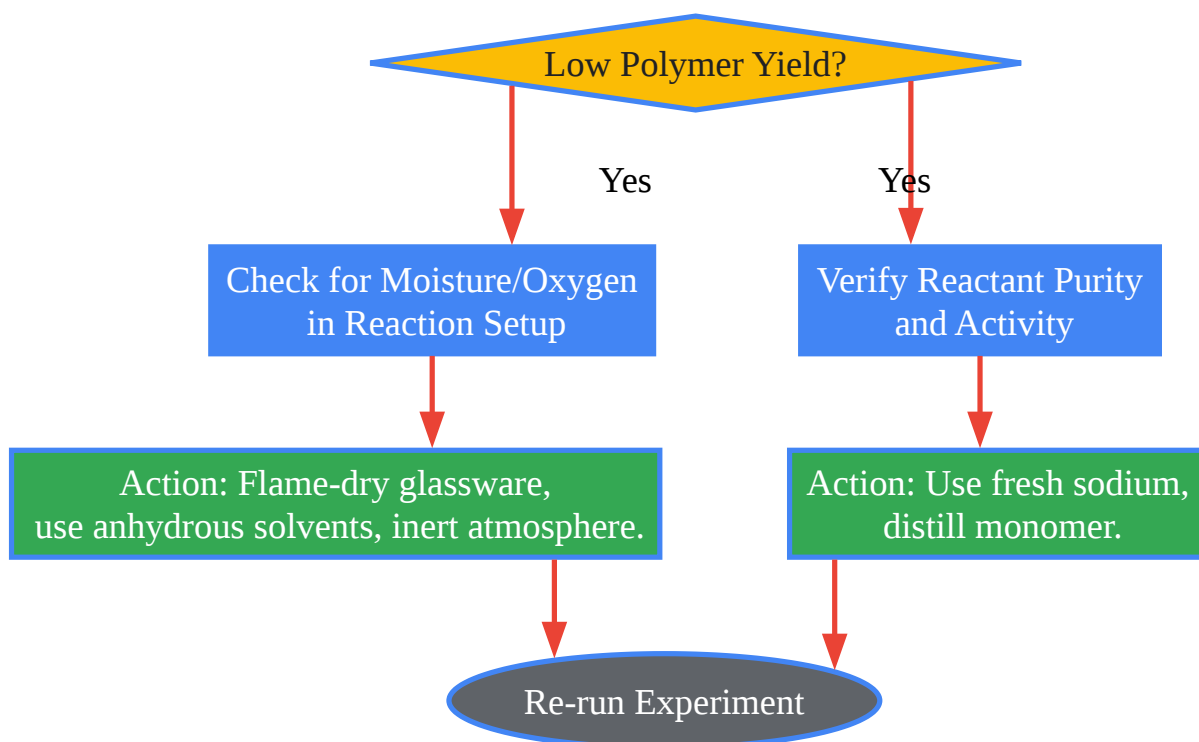 Low Polymer Yield?
Yes
Yes
Check for Moisture/Oxygen
in Reaction Setup
Verify Reactant Purity
and Activity
Action: Flame-dry glassware,
use anhydrous solvents, inert atmosphere.
Action: Use fresh sodium,
distill monomer.
Re-run Experiment